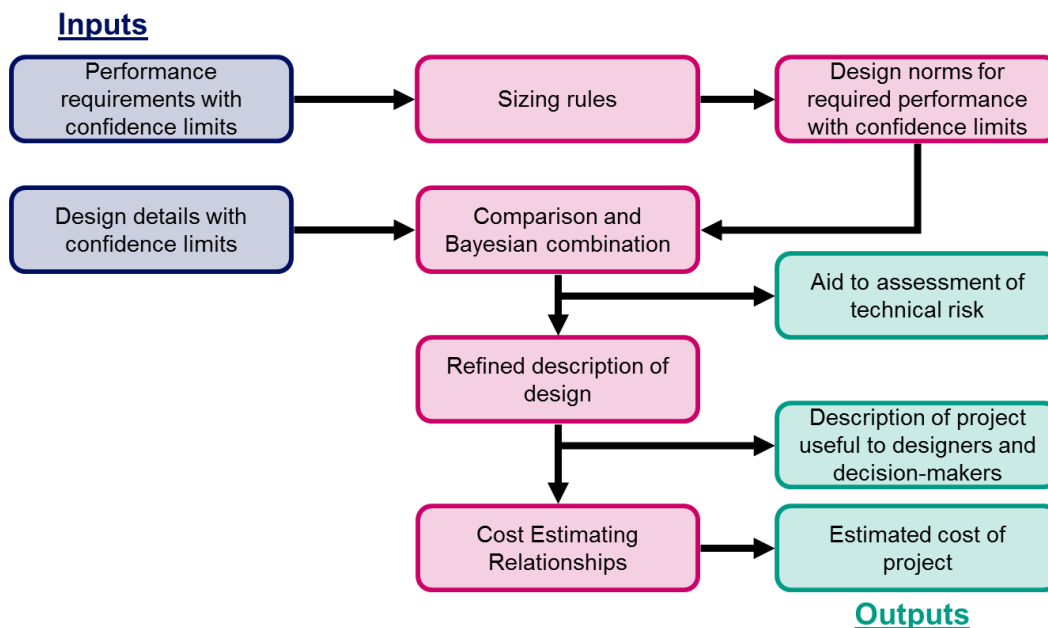 Inputs
Performance
requirements with
confidence limits
Sizing rules
Design norms for
required performance
with confidence limits
Design details with
confidence limits
Comparison and
Bayesian combination
Aid to assessment of
technical risk
Refined description of
design
Description of project
useful to designers and
decision-makers
Cost Estimating
Relationships
Estimated cost of
project
Outputs